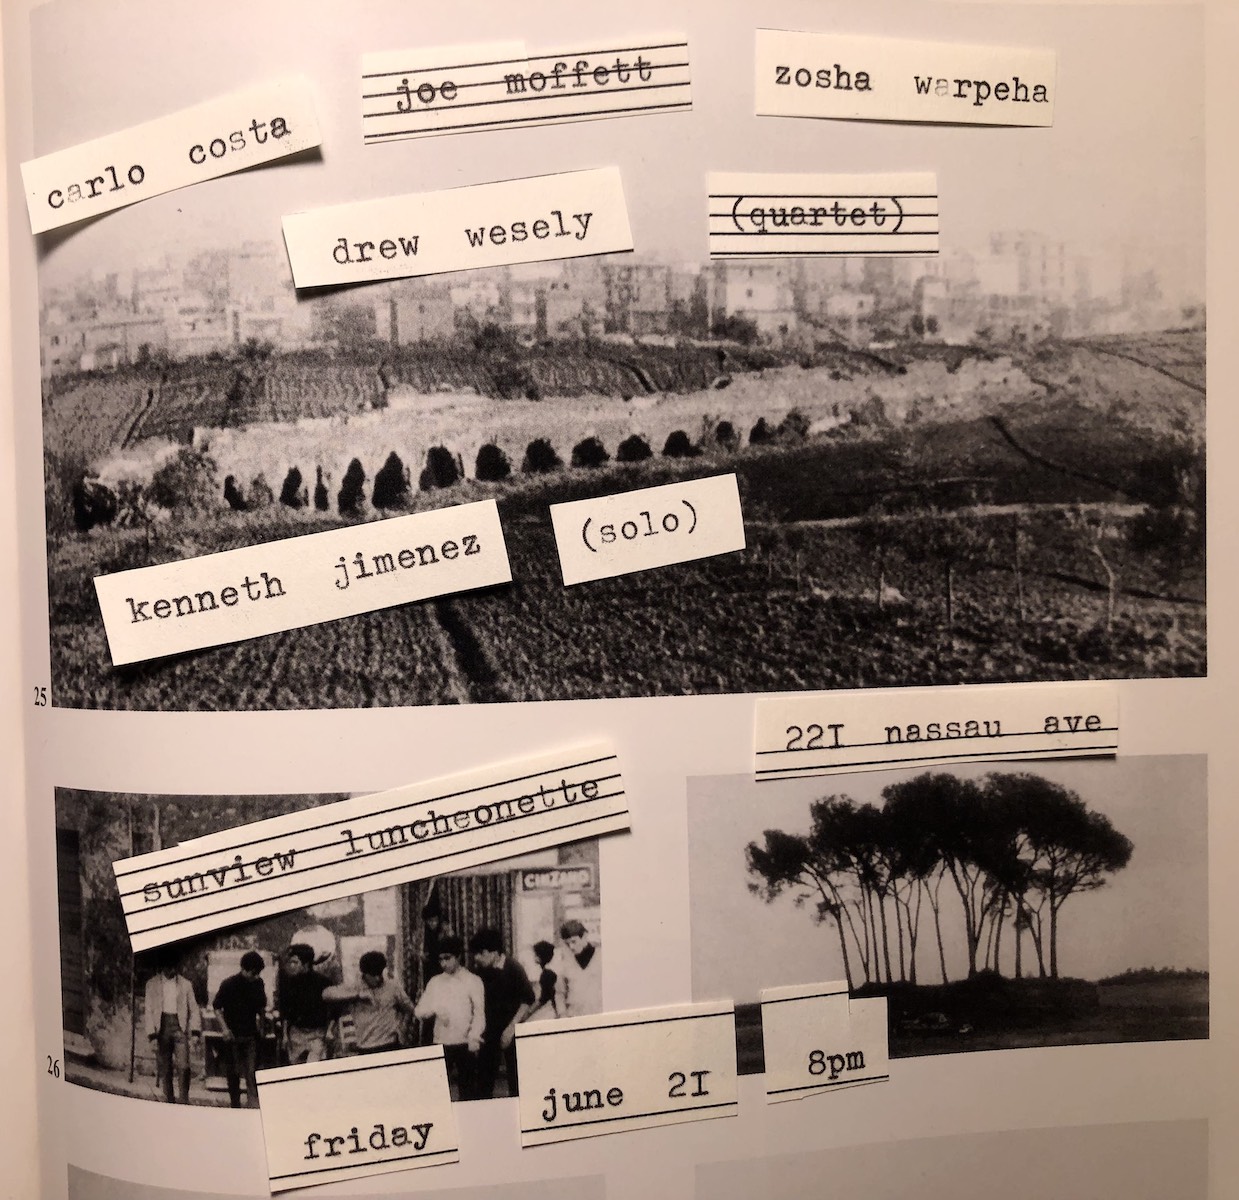 carlo costa
joe moffett
zosha warpeha
drew wesely
(quartet)
kenneth jimenez
(solo)
25
221 nassau ave
sunview luncheonette
CINZANO
26
friday
june 21
8pm